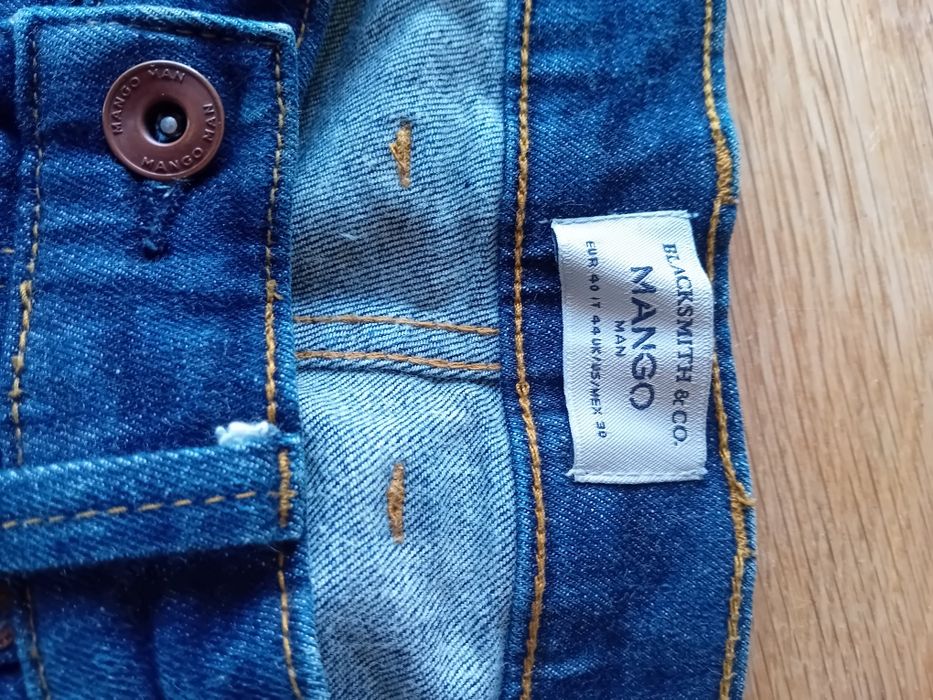 MANGO MAN
MANGO MAN
BLACKSMITH & CO.
MANGO
MAN
EUR 40 IT 44 UK/US/MEX 30